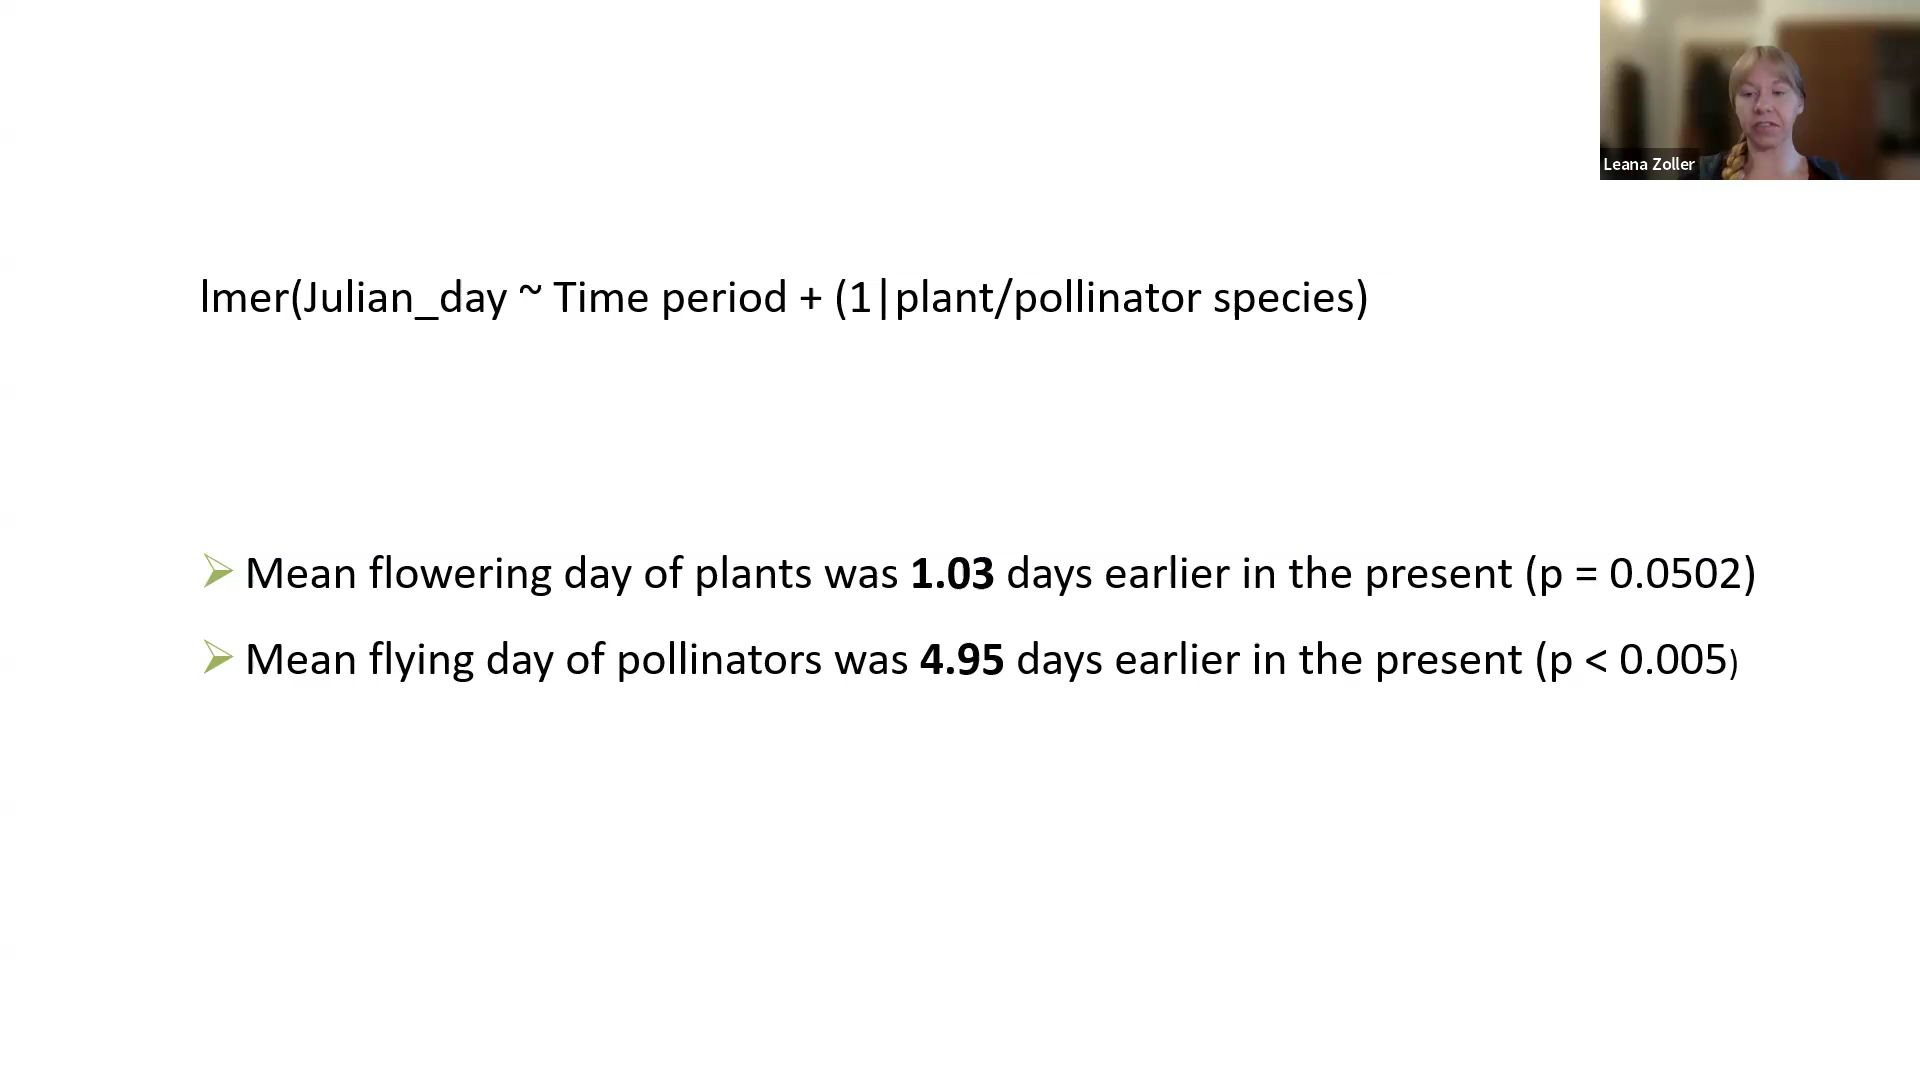 Leana Zoller
lmer(Julian_day ~ Time period + (1|plant/pollinator species)
Mean flowering day of plants was 1.03 days earlier in the present (p = 0.0502)
Mean flying day of pollinators was 4.95 days earlier in the present (p < 0.005)